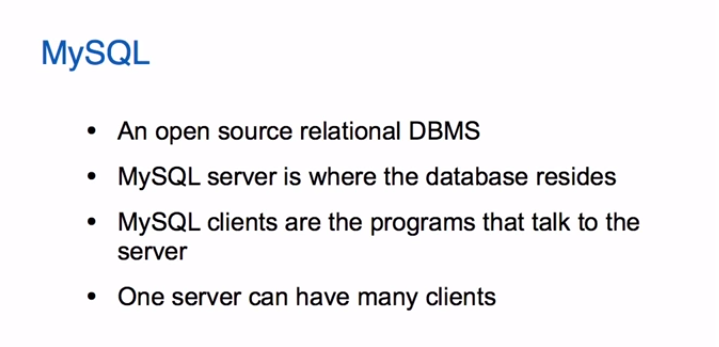 MySQL
• An open source relational DBMS
• MySQL server is where the database resides
• MySQL clients are the programs that talk to the
server
• One server can have many clients